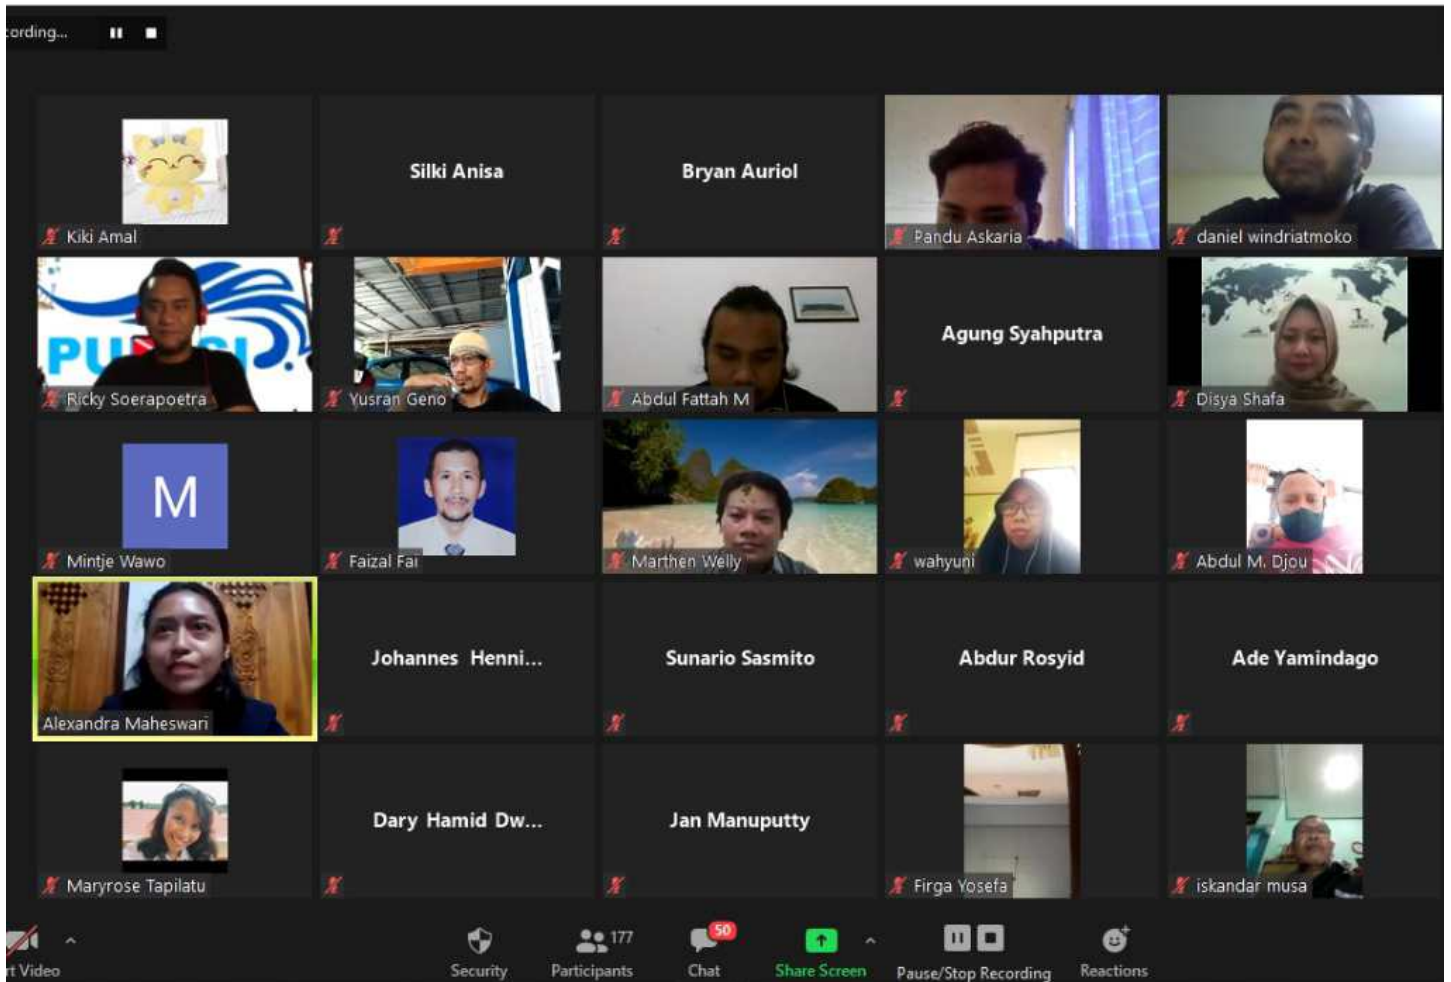 cording...
Kiki Amal
Silki Anisa
Bryan Auriol
Pandu Askaria
daniel windriatmoko
Ricky Soerapoetra
Yusran Geno
Abdul Fattah M
Agung Syahputra
Disya Shafa
M
Mintje Wawo
Faizal Fai
Marthen Welly
wahyuni
Abdul M. Djou
Alexandra Maheswari
Johannes Henni...
Sunario Sasmito
Abdur Rosyid
Ade Yamindago
Maryrose Tapilatu
Dary Hamid Dw...
Jan Manuputty
Firga Yosefa
iskandar musa
rt Video
Security
177
Participants
50
Chat
Share Screen
Pause/Stop Recording
Reactions